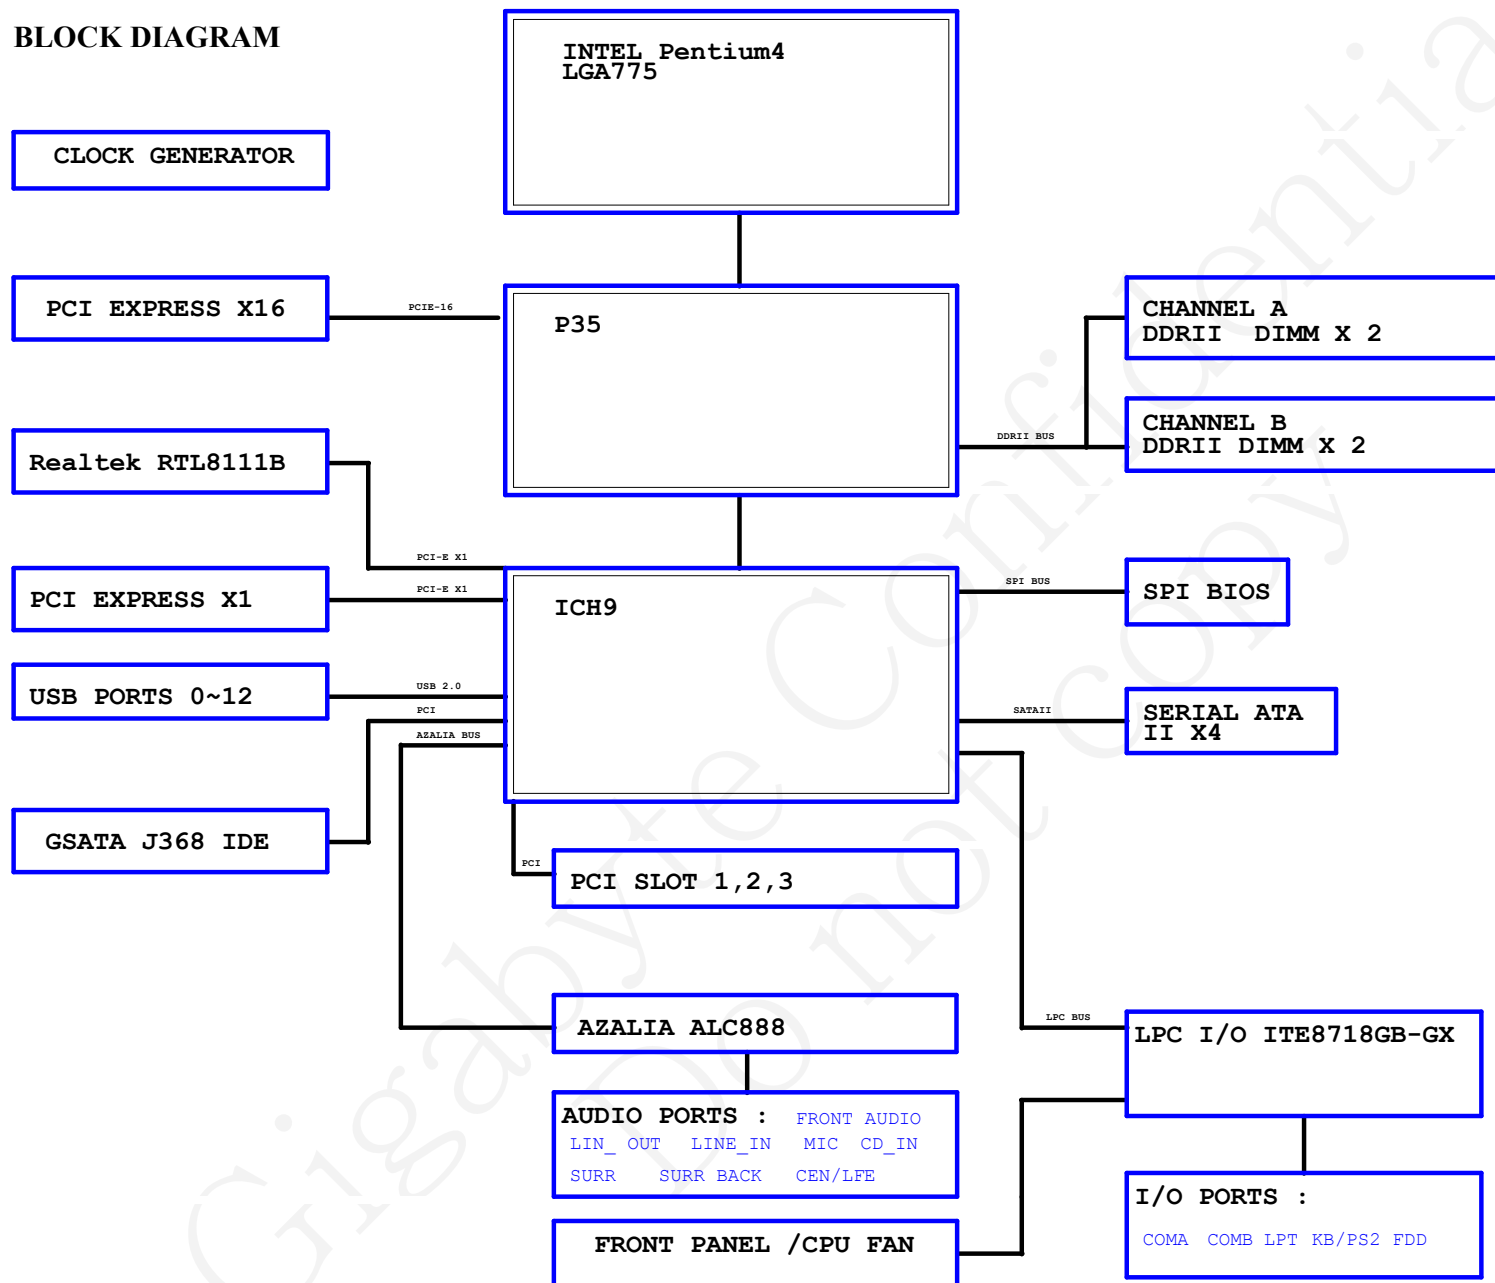 BLOCK DIAGRAM
INTEL Pentium4
LGA775
CLOCK GENERATOR
PCI EXPRESS X16
PCIE-16
P35
CHANNEL A
DDRII DIMM X 2
CHANNEL B
DDRII DIMM X 2
DDRII BUS
Realtek RTL8111B
PCI-E X1
PCI EXPRESS X1
PCI-E X1
ICH9
SPI BUS
SPI BIOS
USB PORTS 0~12
USB 2.0
PCI
AZALIA BUS
SATAII
SERIAL ATA
II X4
GSATA J368 IDE
PCI
PCI SLOT 1,2,3
AZALIA ALC888
LPC BUS
LPC I/O ITE8718GB-GX
AUDIO PORTS : FRONT AUDIO
LIN_ OUT LINE_IN MIC CD_IN
SURR SURR BACK CEN/LFE
I/O PORTS :
COMA COMB LPT KB/PS2 FDD
FRONT PANEL /CPU FAN
Gigabyte Confidentia
Do not copy